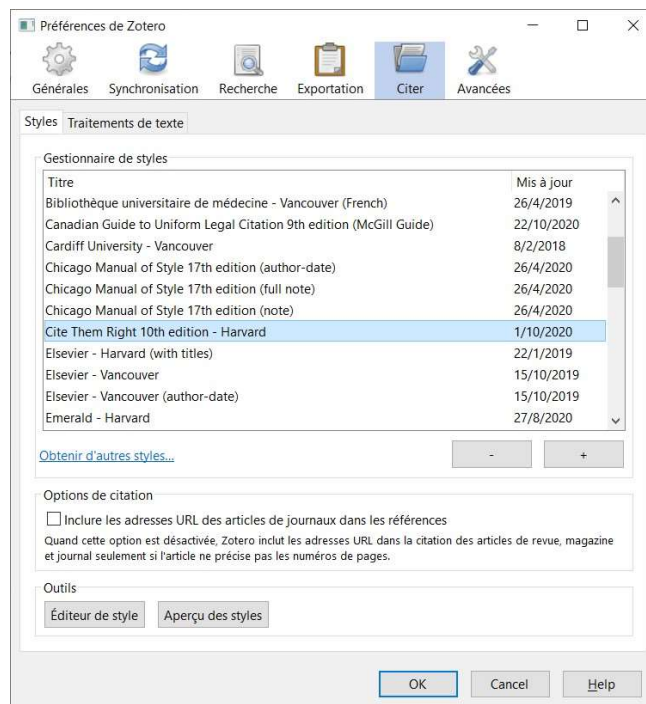 Préférences de Zotero
Générales Synchronisation Recherche Exportation Citer Avancées
Styles Traitements de texte
Gestionnaire de styles
Titre Mis à jour
Bibliothèque universitaire de médecine - Vancouver (French) 26/4/2019
Canadian Guide to Uniform Legal Citation 9th edition (McGill Guide) 22/10/2020
Cardiff University - Vancouver 8/2/2018
Chicago Manual of Style 17th edition (author-date) 26/4/2020
Chicago Manual of Style 17th edition (full note) 26/4/2020
Chicago Manual of Style 17th edition (note) 26/4/2020
Cite Them Right 10th edition - Harvard 1/10/2020
Elsevier - Harvard (with titles) 22/1/2019
Elsevier - Vancouver 15/10/2019
Elsevier - Vancouver (author-date) 15/10/2019
Emerald - Harvard 27/8/2020
Obtenir d'autres styles... - +
Options de citation
Inclure les adresses URL des articles de journaux dans les références
Quand cette option est désactivée, Zotero inclut les adresses URL dans la citation des articles de revue, magazine
et journal seulement si l'article ne précise pas les numéros de pages.
Outils
Éditeur de style Aperçu des styles
OK Cancel Help